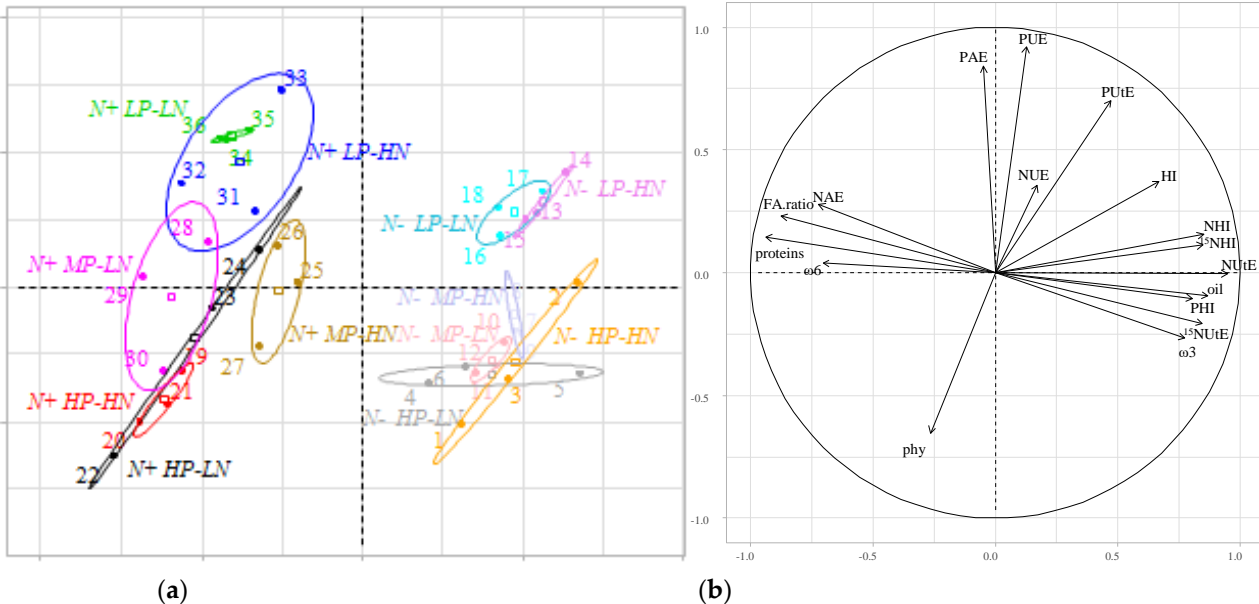 33
N+ LP-LN
36
35
34
N+ LP-HN
32
31
14
17
N- LP-HN
18
13
N- LP-LN
15
16
28
26
N+ MP-LN
24
25
29
23
N- MP-HN
2
10
7
N+ MP-HN
N- MP-LN
N- HP-HN
27
30
19
12
11
6
5
4
3
N+ HP-HN
21
N- HP-LN
20
1
22
N+ HP-LN
(a)
1.0
PUE
PAE
PUtE
0.5
NUE
HI
NAE
FA.ratio
NHI
15NHI
proteins
ω6
0.0
NUtE
oil
PHI
15NUtE
ω3
-0.5
phy
-1.0
-1.0
-0.5
0.0
0.5
1.0
(b)